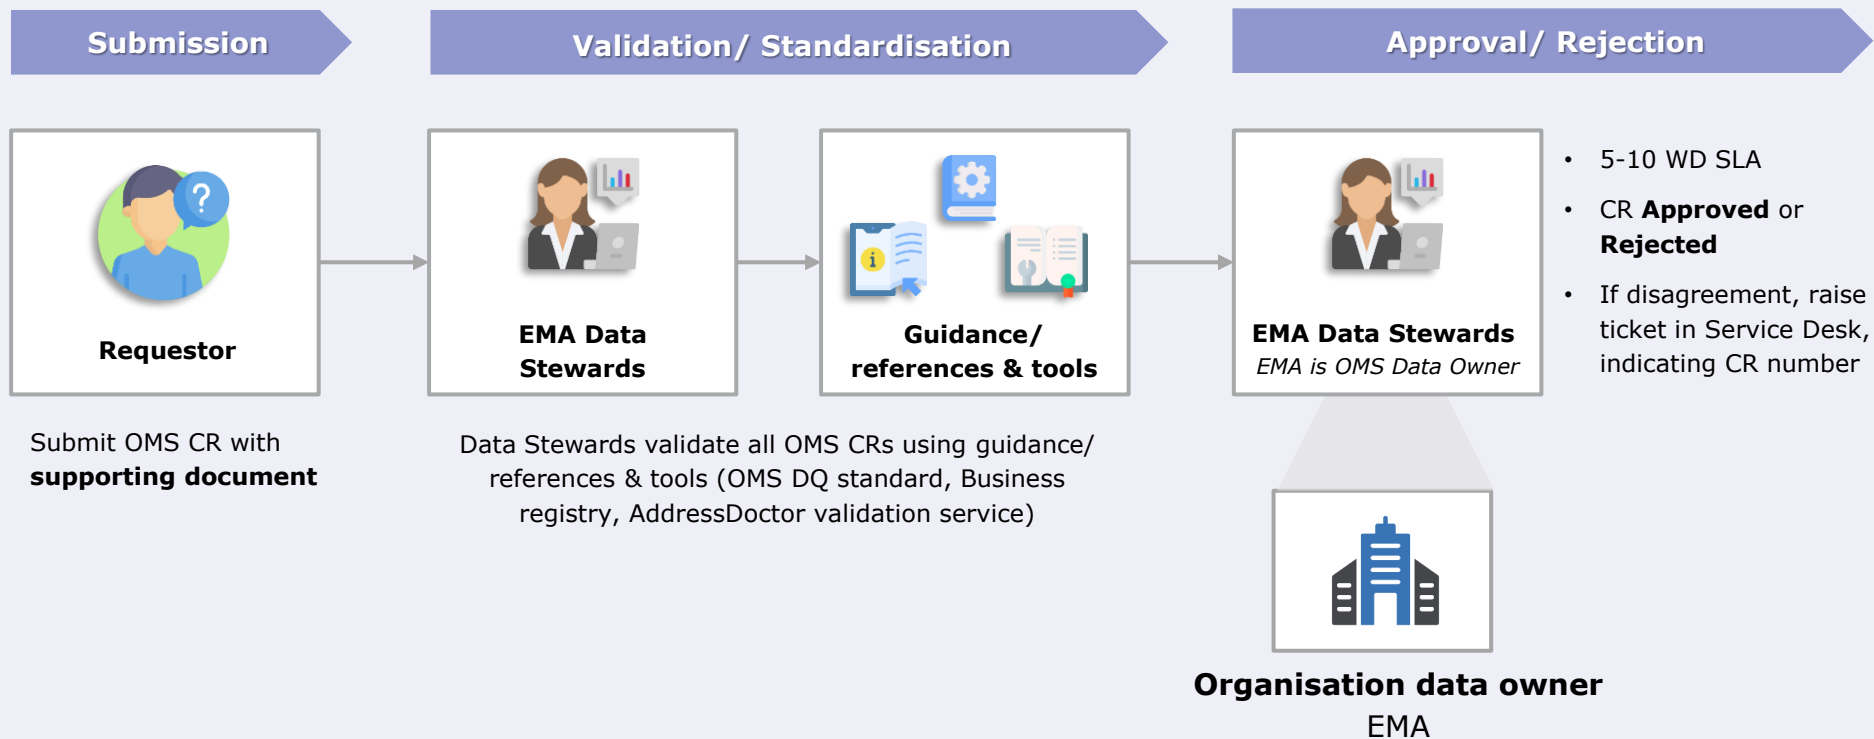 Submission
Validation/ Standardisation
Approval/ Rejection
?
i
Requestor
EMA Data
Stewards
Guidance/
references & tools
EMA Data Stewards
EMA is OMS Data Owner
• 5-10 WD SLA
• CR Approved or
Rejected
• If disagreement, raise
ticket in Service Desk,
indicating CR number
Submit OMS CR with
supporting document
Data Stewards validate all OMS CRs using guidance/
references & tools (OMS DQ standard, Business
registry, AddressDoctor validation service)
Organisation data owner
EMA